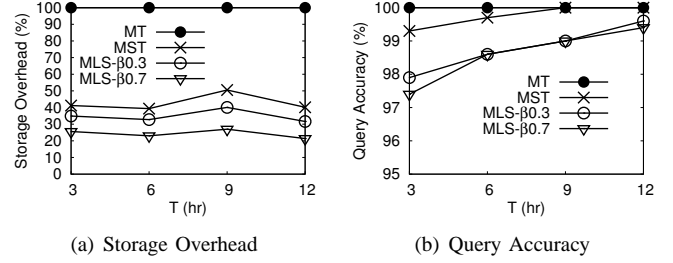 Storage Overhead (%)
100
90
80
70
60
50
40
30
20
10
0
MT
MST
MLS-β0.3
MLS-β0.7
3 6 9 12
T (hr)
(a) Storage Overhead
Query Accuracy (%)
100
99
98
97
96
95
MT
MST
MLS-β0.3
MLS-β0.7
3 6 9 12
T (hr)
(b) Query Accuracy